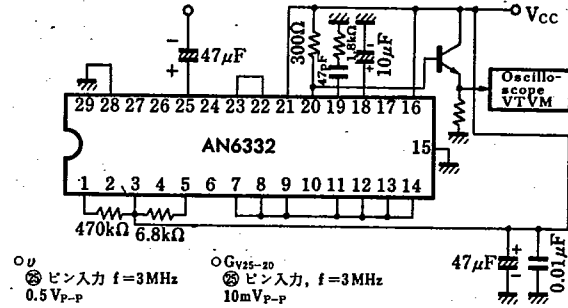 VCC
47μF
300Ω
47pF
1.8kΩ
10μF
Oscillo-
scope
VTVM
29 28 27 26 25 24 23 22 21 20 19 18 17 16
AN6332
15
1 2 3 4 5 6 7 8 9 10 11 12 13 14
470kΩ
6.8kΩ
47μF
0.01μF
○υ
㉕ ピン入力 f=3MHz
0.5VP-P
○GV25-20
㉕ ピン入力, f=3MHz
10mVP-P